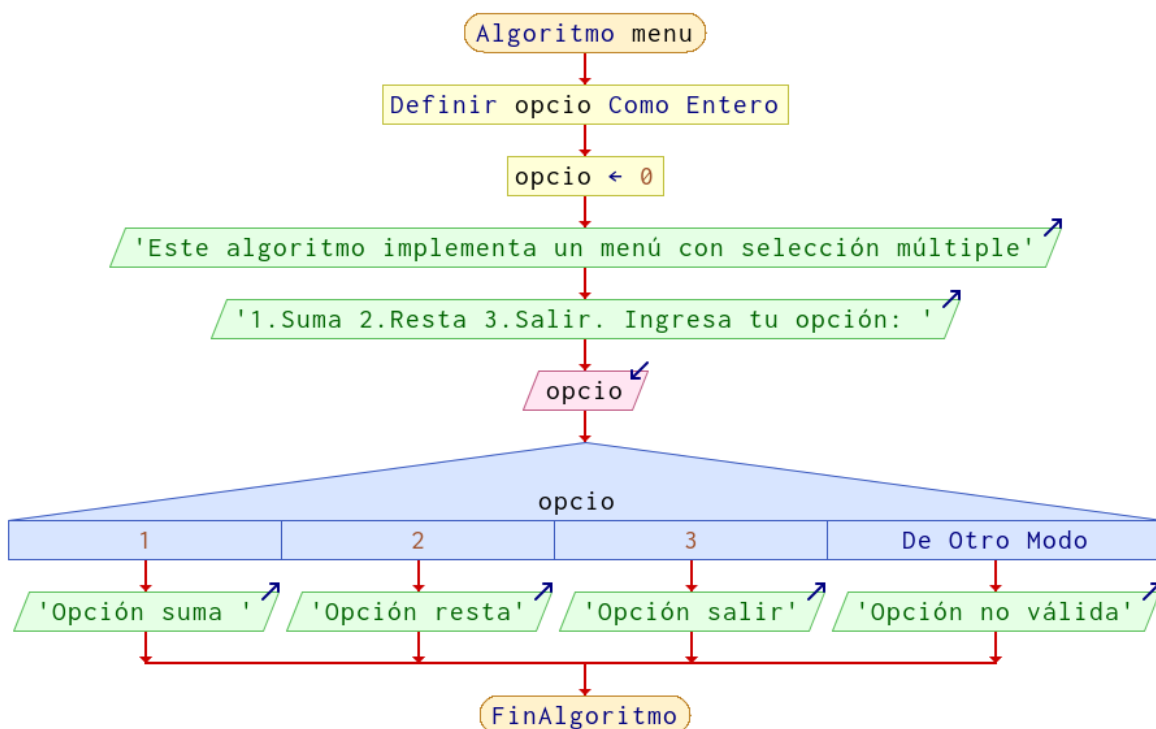 Algoritmo menu
Definir opcio Como Entero
opcio ← 0
'Este algoritmo implementa un menú con selección múltiple'
'1.Suma 2.Resta 3.Salir. Ingresa tu opción: '
opcio
opcio
1 2 3 De Otro Modo
'Opción suma ' 'Opción resta' 'Opción salir' 'Opción no válida'
FinAlgoritmo